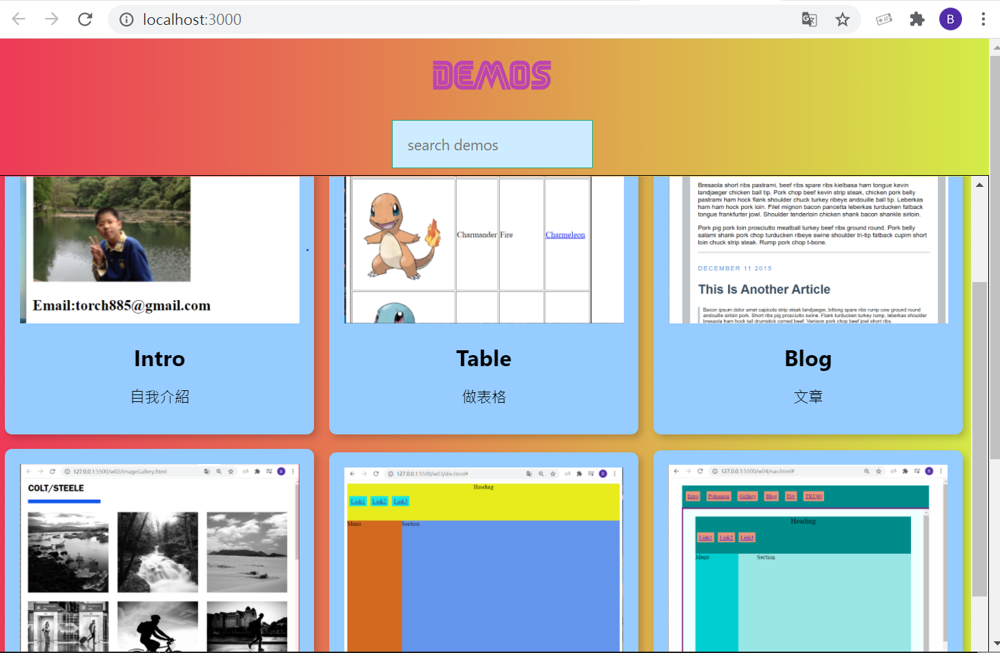 localhost:3000
B
DEMOS
search demos
Email:torch885@gmail.com
Charmander Fire Charmeleon
Bresaola short ribs pastrami, beef ribs spare ribs kielbasa ham tongue kevin
landjaeger chicken ball tip. Pork chop beef kevin strip steak, chicken pork belly
pastrami ham hock flank shoulder chuck turkey ribeye andouille ball tip. Leberkas
ham ham hock pork loin. Filet mignon bacon pancetta leberkas turducken fatback
tongue frankfurter jowl. Shoulder tenderloin chicken shank bacon shankle sirloin.
Pork pig pork loin prosciutto meatball turkey beef ribs ground round. Pork belly
salami shank pork chop turducken ribeye swine shoulder tri-tip fatback cupim short
loin chuck strip steak. Rump pork chop t-bone.
DECEMBER 11 2015
This Is Another Article
Bacon ipsum dolor amet capicola strip steak landjaeger, biltong spare ribs rump cow ground round
andouille sirloin pork. Short ribs pig prosciutto swine. Flank turducken turkey rump, leberkas shoulder
bresaola ham hock tail drumstick corned beef. Venison pork chop beef jowl short ribs.
Intro
自我介紹
Table
做表格
Blog
文章
127.0.0.1:5500/w02/imageGallery.html
B
COLT/STEELE
127.0.0.1:5500/w03/div.html#
B
Heading
Link1 Link2 Link3
Menu Section
127.0.0.1:5500/w04/nav.html#
B
Intro Pokemon Gallery Blog Div TKU60
Heading
Link1 Link2 Link3
Menu Section